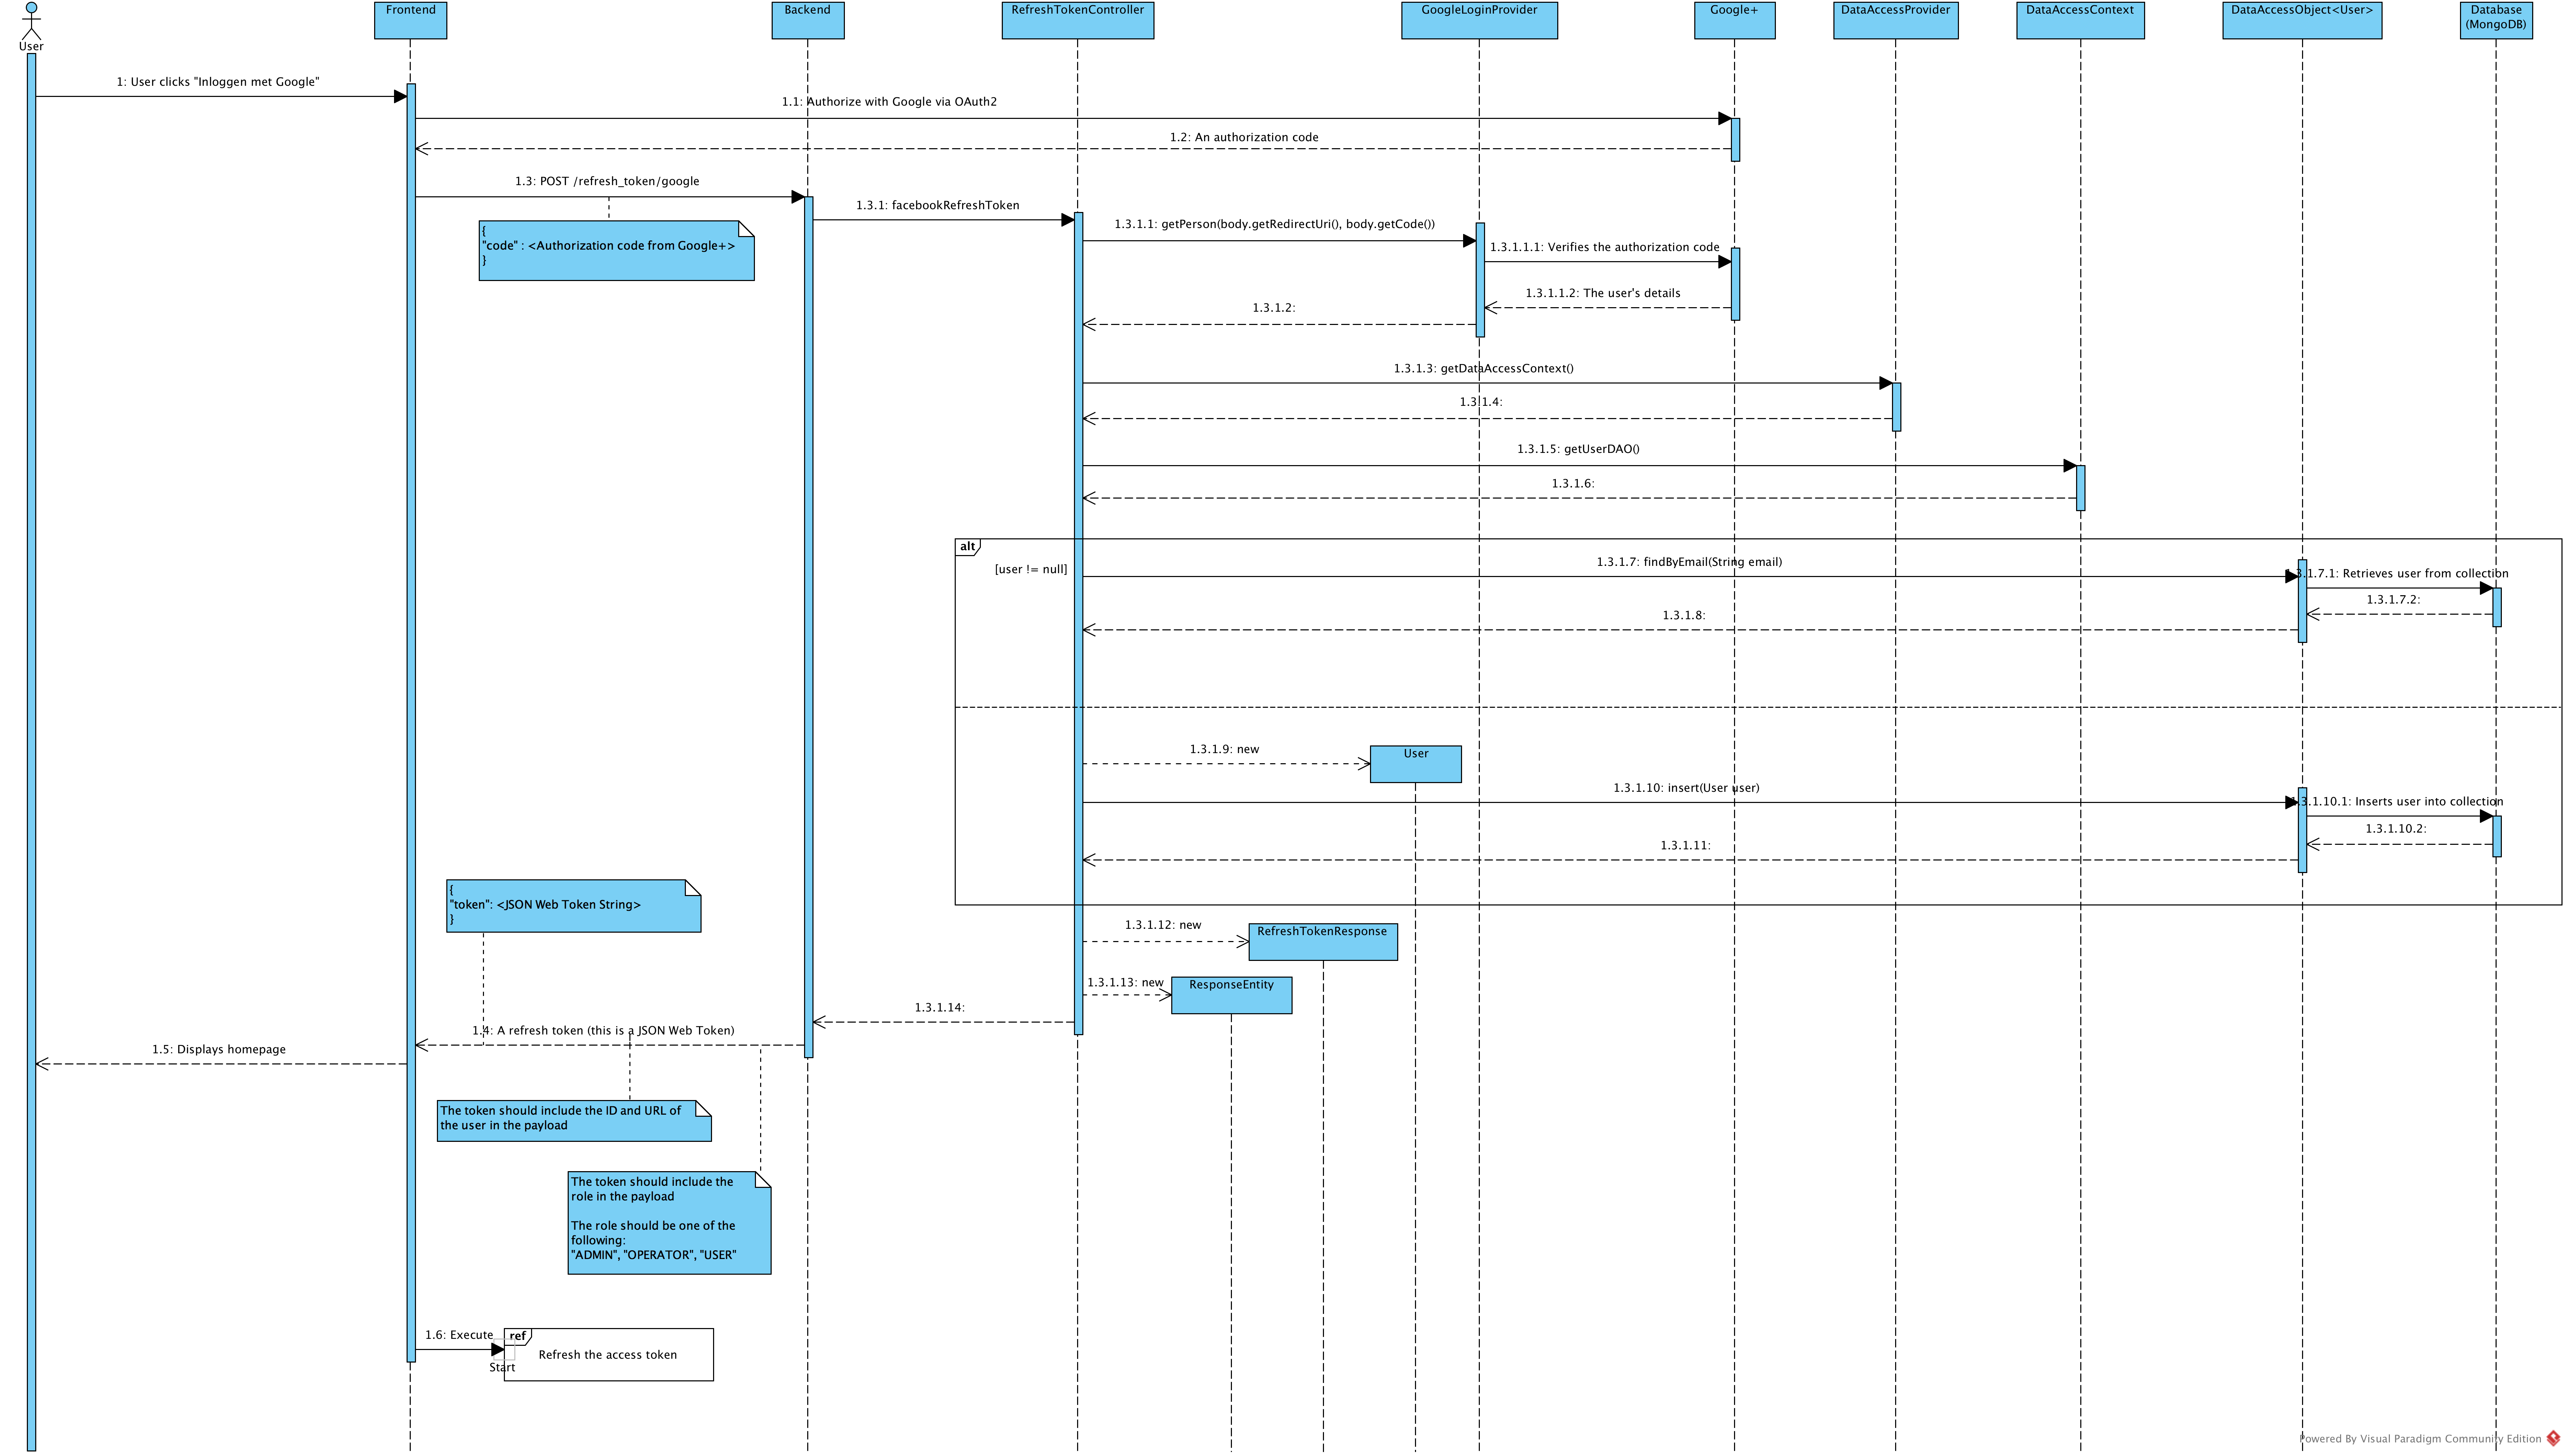 User
Frontend
Backend
RefreshTokenController
GoogleLoginProvider
Google+
DataAccessProvider
DataAccessContext
DataAccessObject<User>
Database
(MongoDB)
1: User clicks "Inloggen met Google"
1.1: Authorize with Google via OAuth2
1.2: An authorization code
1.3: POST /refresh_token/google
{
"code" : <Authorization code from Google+>
}
1.3.1: facebookRefreshToken
1.3.1.1: getPerson(body.getRedirectUri(), body.getCode())
1.3.1.1.1: Verifies the authorization code
1.3.1.1.2: The user's details
1.3.1.2:
1.3.1.3: getDataAccessContext()
1.3.1.4:
1.3.1.5: getUserDAO()
1.3.1.6:
alt
[user != null]
1.3.1.7: findByEmail(String email)
1.3.1.7.1: Retrieves user from collection
1.3.1.7.2:
1.3.1.8:
1.3.1.9: new
User
1.3.1.10: insert(User user)
1.3.1.10.1: Inserts user into collection
1.3.1.10.2:
1.3.1.11:
{
"token": <JSON Web Token String>
}
1.3.1.12: new
RefreshTokenResponse
1.3.1.13: new
ResponseEntity
1.3.1.14:
1.4: A refresh token (this is a JSON Web Token)
1.5: Displays homepage
The token should include the ID and URL of
the user in the payload
The token should include the
role in the payload
The role should be one of the
following:
"ADMIN", "OPERATOR", "USER"
1.6: Execute
ref
Refresh the access token
Start
Powered By Visual Paradigm Community Edition